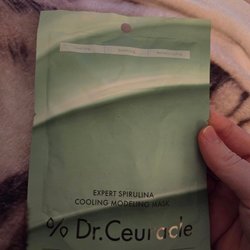 EXPERT SPIRULINA
COOLING MODELING MASK
% Dr.Ceuracle